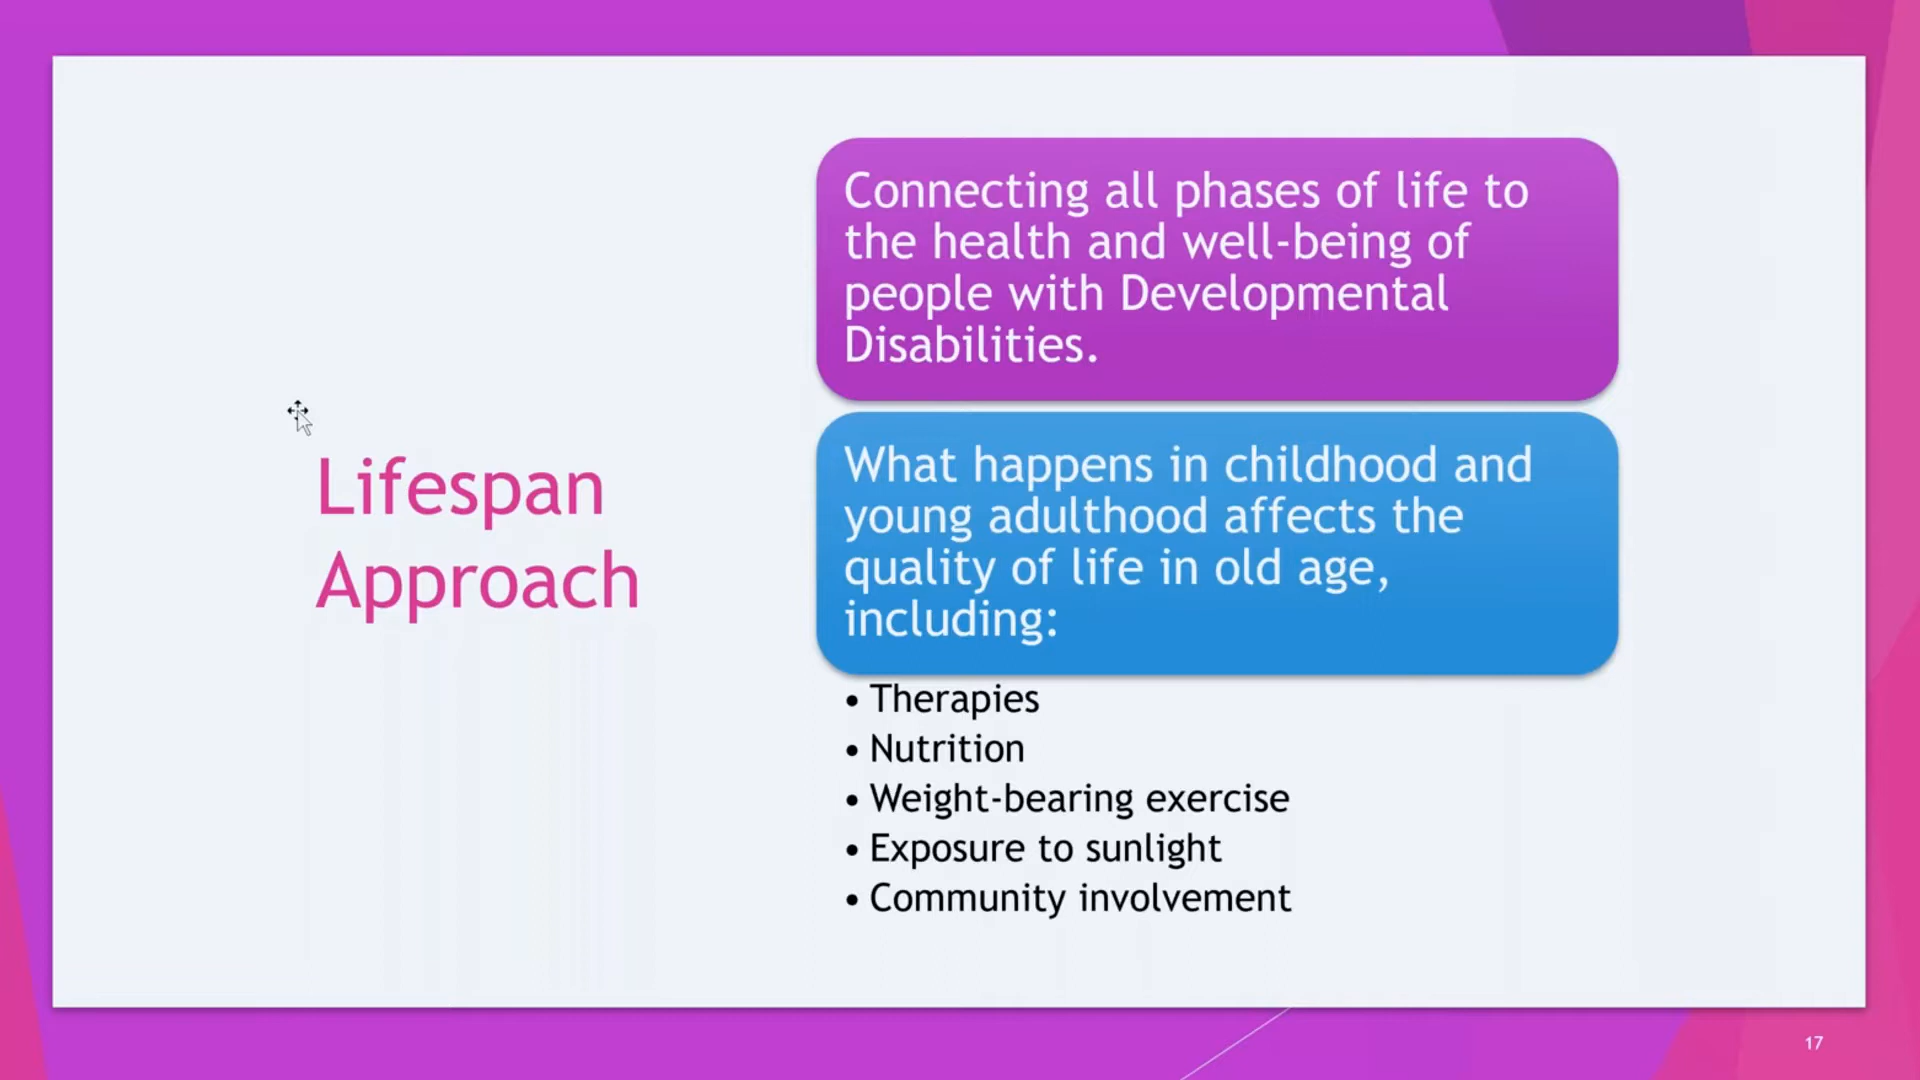 Lifespan
Approach
Connecting all phases of life to
the health and well-being of
people with Developmental
Disabilities.
What happens in childhood and
young adulthood affects the
quality of life in old age,
including:
• Therapies
• Nutrition
• Weight-bearing exercise
• Exposure to sunlight
• Community involvement
17